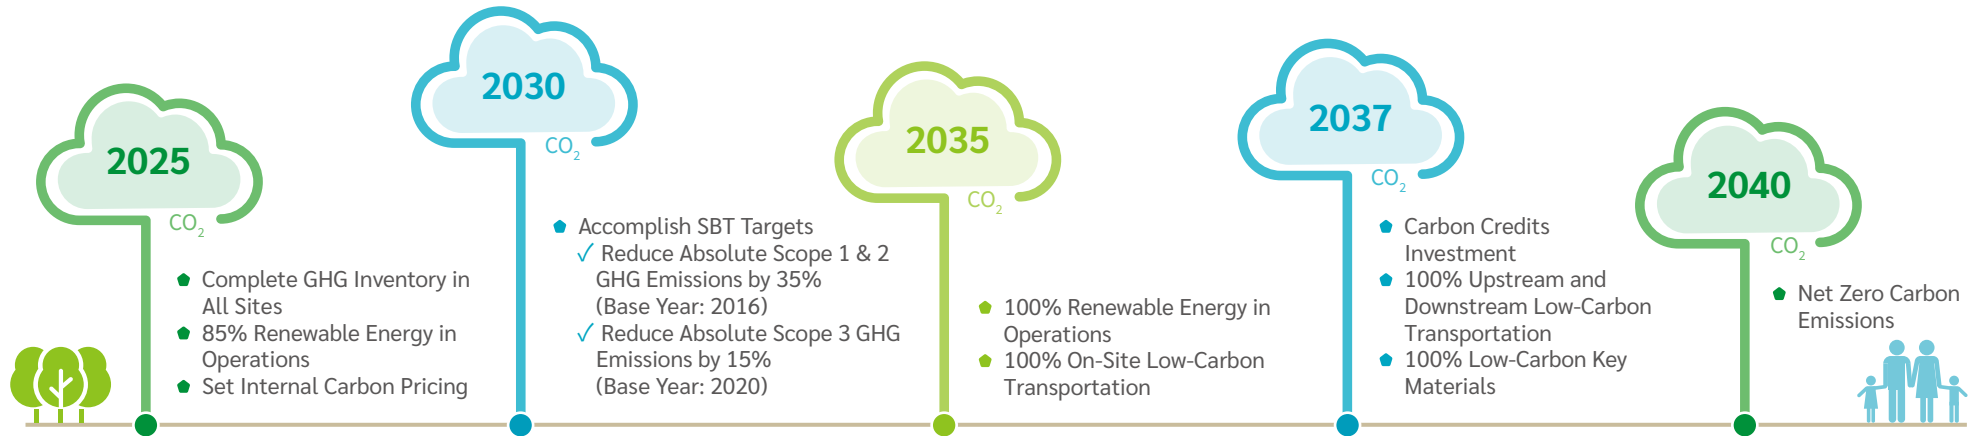 2025
CO2
Complete GHG Inventory in
All Sites
85% Renewable Energy in
Operations
Set Internal Carbon Pricing
2030
CO2
Accomplish SBT Targets
✓ Reduce Absolute Scope 1 & 2
GHG Emissions by 35%
(Base Year: 2016)
✓ Reduce Absolute Scope 3 GHG
Emissions by 15%
(Base Year: 2020)
2035
CO2
100% Renewable Energy in
Operations
100% On-Site Low-Carbon
Transportation
2037
CO2
Carbon Credits
Investment
100% Upstream and
Downstream Low-Carbon
Transportation
100% Low-Carbon Key
Materials
2040
CO2
Net Zero Carbon
Emissions